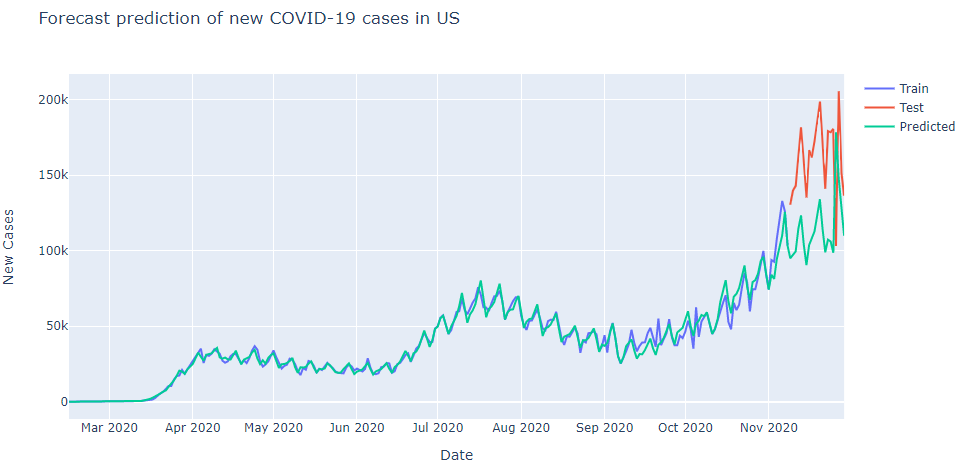 Forecast prediction of new COVID-19 cases in US
Train
Test
Predicted
200k
150k
100k
50k
0
New Cases
Mar 2020 Apr 2020 May 2020 Jun 2020 Jul 2020 Aug 2020 Sep 2020 Oct 2020 Nov 2020
Date